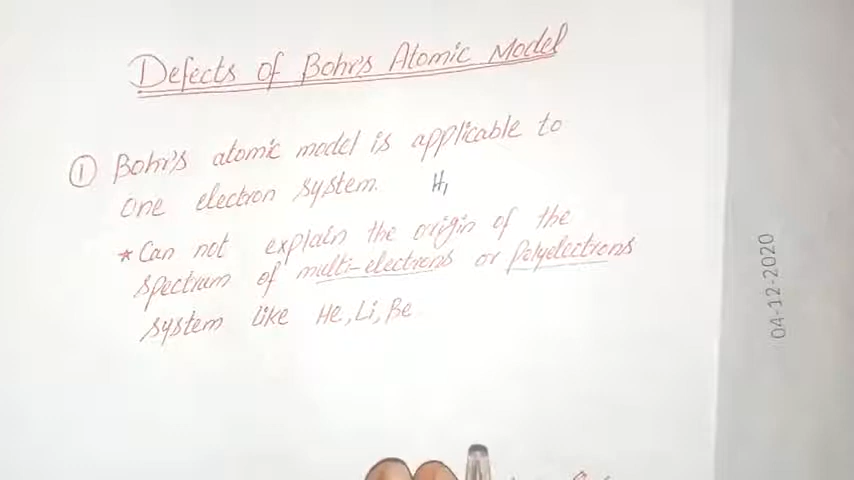 Defects of Bohr's Atomic Model
① Bohr's atomic model is applicable to
one electron system. H,
* Can not explain the origin of the
spectrum of multi-electrons or polyelectrons
system like He, Li, Be
04-12-2020